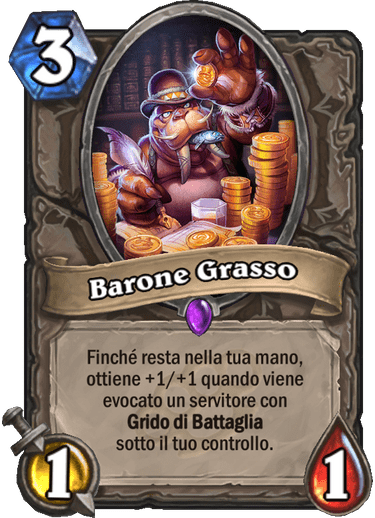 3
Barone Grasso
Finché resta nella tua mano,
ottiene +1/+1 quando viene
evocato un servitore con
Grido di Battaglia
sotto il tuo controllo.
1
1